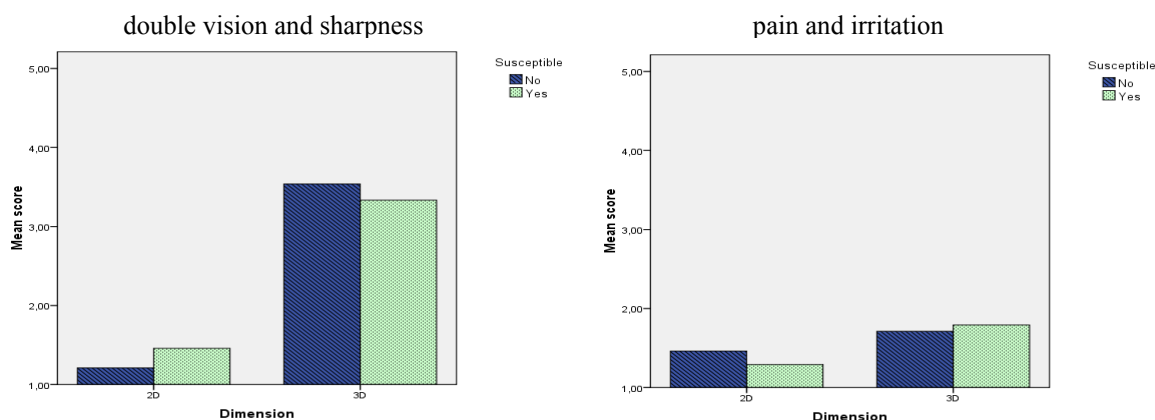 double vision and sharpness
Susceptible
No
Yes
Mean score
5,00
4,00
3,00
2,00
1,00
2D
3D
Dimension
pain and irritation
Susceptible
No
Yes
Mean score
5,00
4,00
3,00
2,00
1,00
2D
3D
Dimension